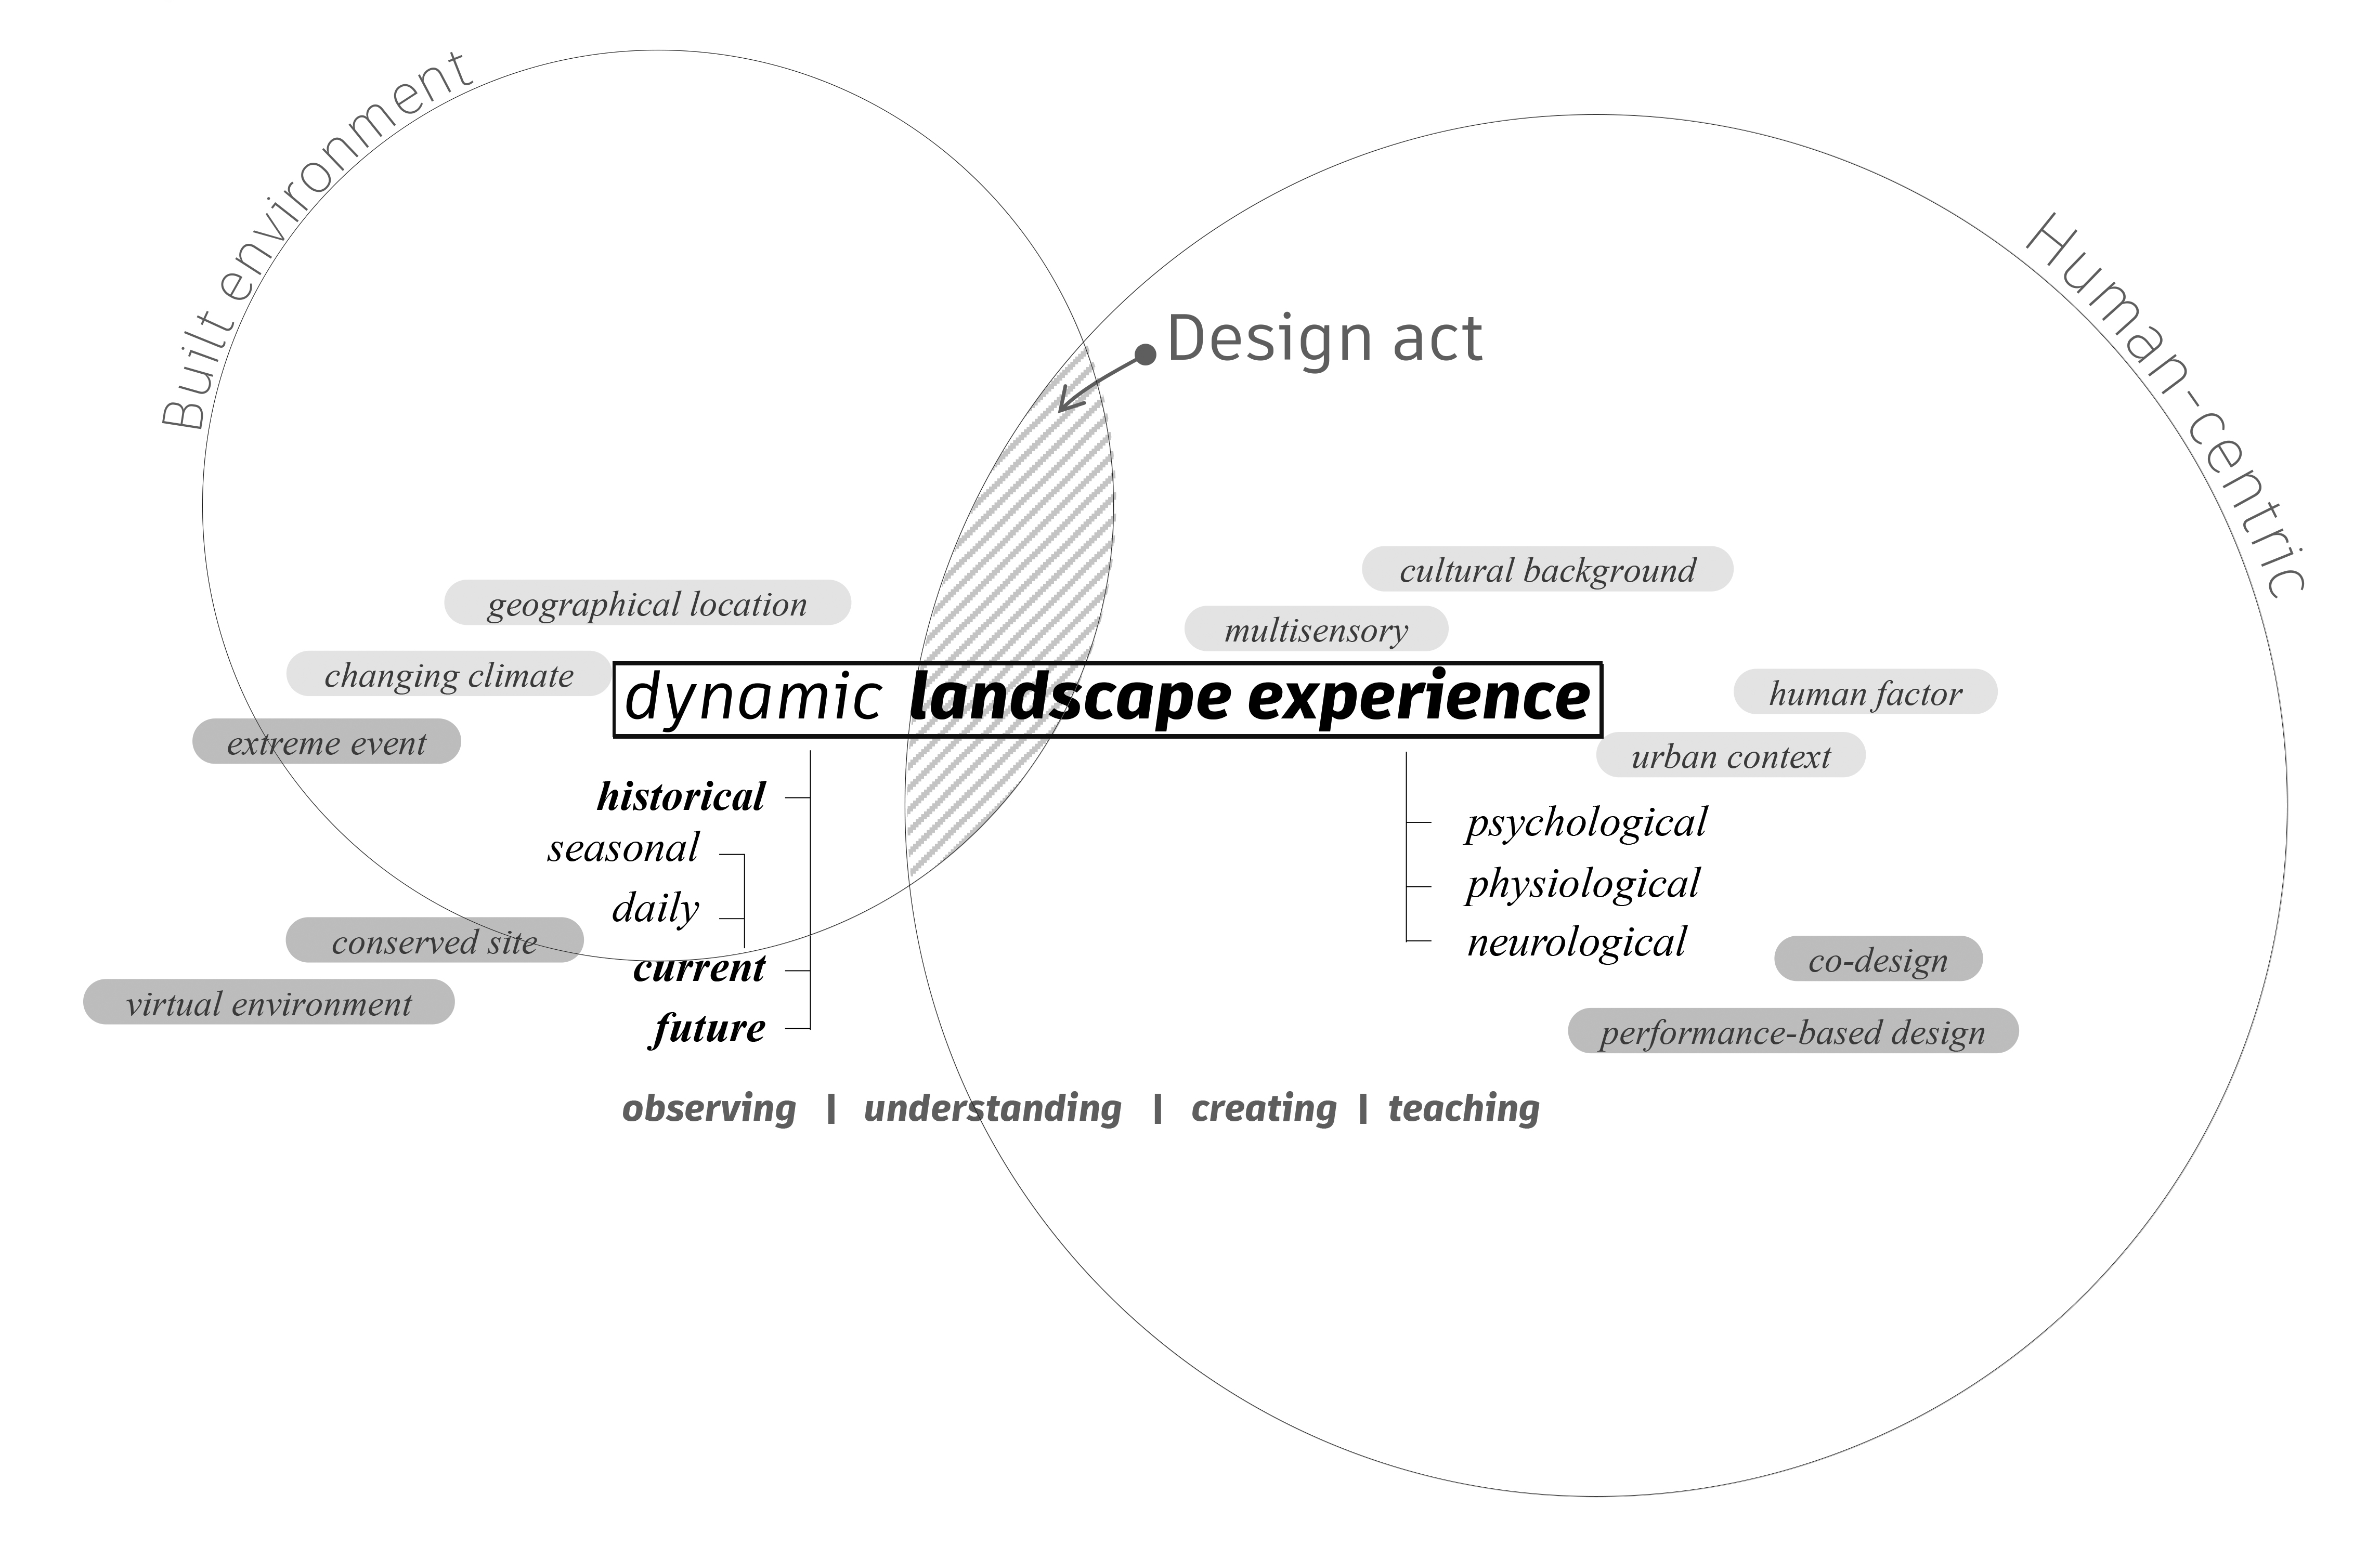 Built environment
Human-centric
Design act
cultural background
geographical location
multisensory
changing climate
dynamic landscape experience
human factor
extreme event
urban context
historical
seasonal
daily
current
future
psychological
physiological
neurological
conserved site
virtual environment
co-design
performance-based design
observing | understanding | creating | teaching